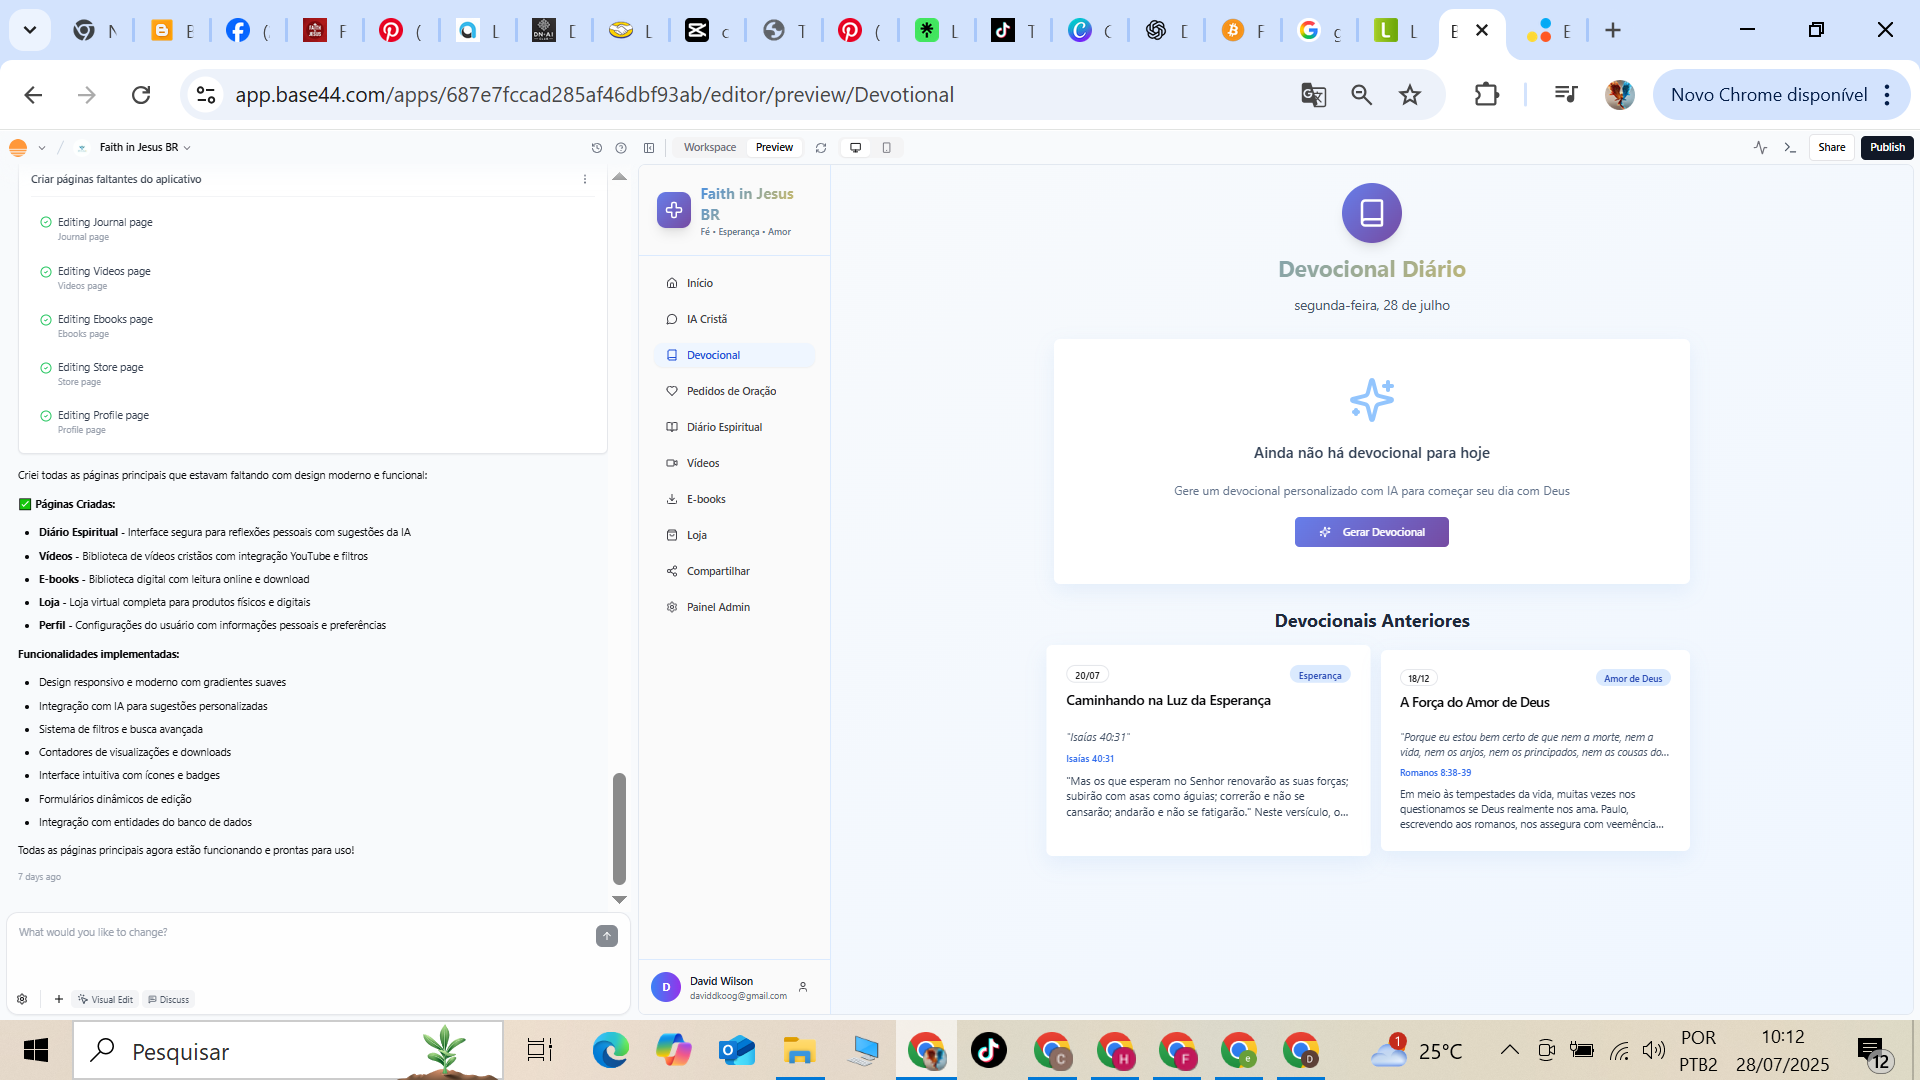 app.base44.com/apps/687e7fccad285af46dbf93ab/editor/preview/Devotional
Novo Chrome disponível
Faith in Jesus BR
Workspace
Preview
Share
Publish
Criar páginas faltantes do aplicativo
Editing Journal page
Journal page
Editing Videos page
Videos page
Editing Ebooks page
Ebooks page
Editing Store page
Store page
Editing Profile page
Profile page
Criei todas as páginas principais que estavam faltando com design moderno e funcional:
✅ Páginas Criadas:
• Diário Espiritual - Interface segura para reflexões pessoais com sugestões da IA
• Vídeos - Biblioteca de vídeos cristãos com integração YouTube e filtros
• E-books - Biblioteca digital com leitura online e download
• Loja - Loja virtual completa para produtos físicos e digitais
• Perfil - Configurações do usuário com informações pessoais e preferências
Funcionalidades implementadas:
• Design responsivo e moderno com gradientes suaves
• Integração com IA para sugestões personalizadas
• Sistema de filtros e busca avançada
• Contadores de visualizações e downloads
• Interface intuitiva com ícones e badges
• Formulários dinâmicos de edição
• Integração com entidades do banco de dados
Todas as páginas principais agora estão funcionando e prontas para uso!
7 days ago
What would you like to change?
Visual Edit
Discuss
Faith in Jesus
BR
Fé • Esperança • Amor
Início
IA Cristã
Devocional
Pedidos de Oração
Diário Espiritual
Vídeos
E-books
Loja
Compartilhar
Painel Admin
D
David Wilson
daviddkoog@gmail.com
Devocional Diário
segunda-feira, 28 de julho
Ainda não há devocional para hoje
Gere um devocional personalizado com IA para começar seu dia com Deus
Gerar Devocional
Devocionais Anteriores
20/07
Esperança
Caminhando na Luz da Esperança
"Isaías 40:31"
Isaías 40:31
"Mas os que esperam no Senhor renovarão as suas forças;
subirão com asas como águias; correrão e não se
cansarão; andarão e não se fatigarão." Neste versículo, o...
18/12
Amor de Deus
A Força do Amor de Deus
"Porque eu estou bem certo de que nem a morte, nem a
vida, nem os anjos, nem os principados, nem as cousas do...
Romanos 8:38-39
Em meio às tempestades da vida, muitas vezes nos
questionamos se Deus realmente nos ama. Paulo,
escrevendo aos romanos, nos assegura com veemência...
Pesquisar
1
25°C
POR
PTB2
10:12
28/07/2025
12